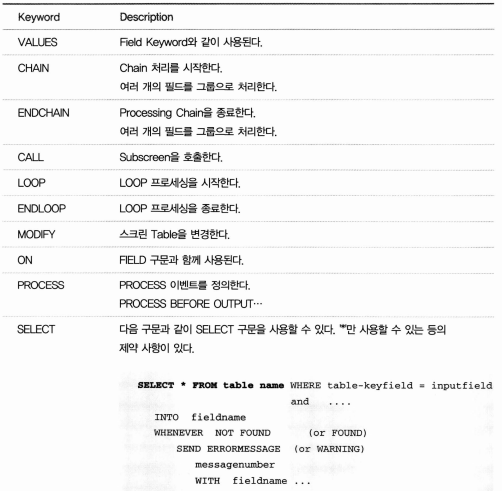 Keyword Description
VALUES Field Keyword와 같이 사용된다.
CHAIN Chain 처리를 시작한다.
여러 개의 필드를 그룹으로 처리한다.
ENDCHAIN Processing Chain을 종료한다.
여러 개의 필드를 그룹으로 처리한다.
CALL Subscreen을 호출한다.
LOOP LOOP 프로세싱을 시작한다.
ENDLOOP LOOP 프로세싱을 종료한다.
MODIFY 스크린 Table을 변경한다.
ON FIELD 구문과 함께 사용된다.
PROCESS PROCESS 이벤트를 정의한다.
PROCESS BEFORE OUTPUT…
SELECT 다음 구문과 같이 SELECT 구문을 사용할 수 있다. '*'만 사용할 수 있는 등의
제약 사항이 있다.
SELECT * FROM table name WHERE table-keyfield = inputfield
and ....
INTO fieldname
WHENEVER NOT FOUND (or FOUND)
SEND ERRORMESSAGE (or WARNING)
messagenumber
WITH fieldname ...